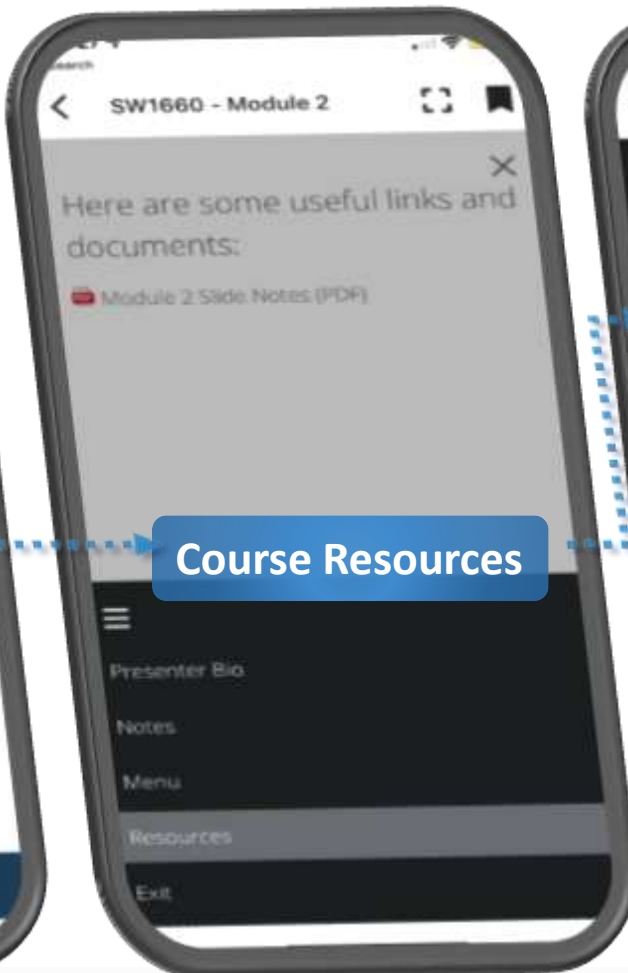 SW1660 - Module 2
Here are some useful links and
documents:
Module 2 Slide Notes (PDF)
Course Resources
Presenter Bio
Notes
Menu
Resources
Exit